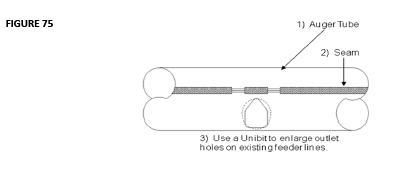 FIGURE 75
1) Auger Tube
2) Seam
3) Use a Unibit to enlarge outlet
holes on existing feeder lines.